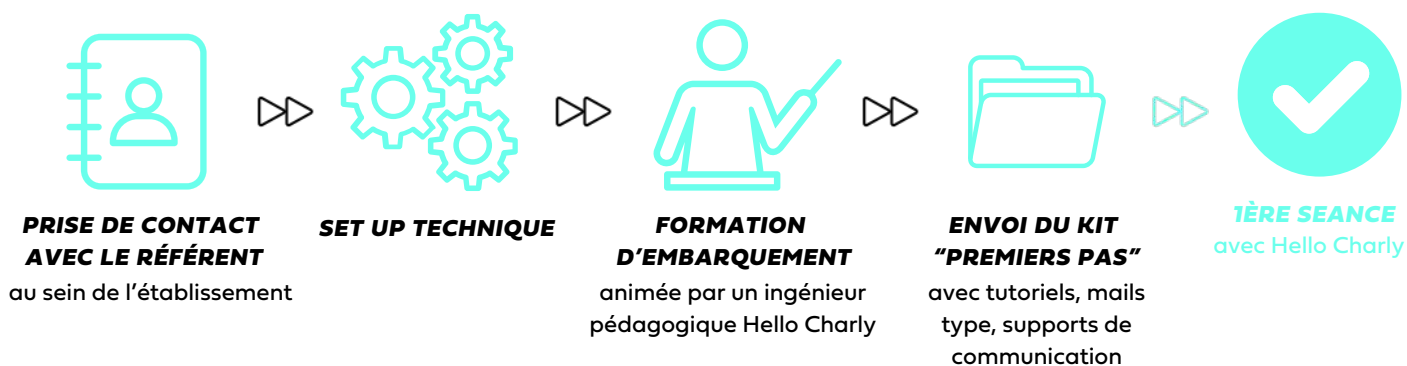 PRISE DE CONTACT
AVEC LE RÉFÉRENT
au sein de l’établissement
SET UP TECHNIQUE
FORMATION
D’EMBARQUEMENT
animée par un ingénieur
pédagogique Hello Charly
ENVOI DU KIT
“PREMIERS PAS”
avec tutoriels, mails
type, supports de
communication
1ÈRE SEANCE
avec Hello Charly